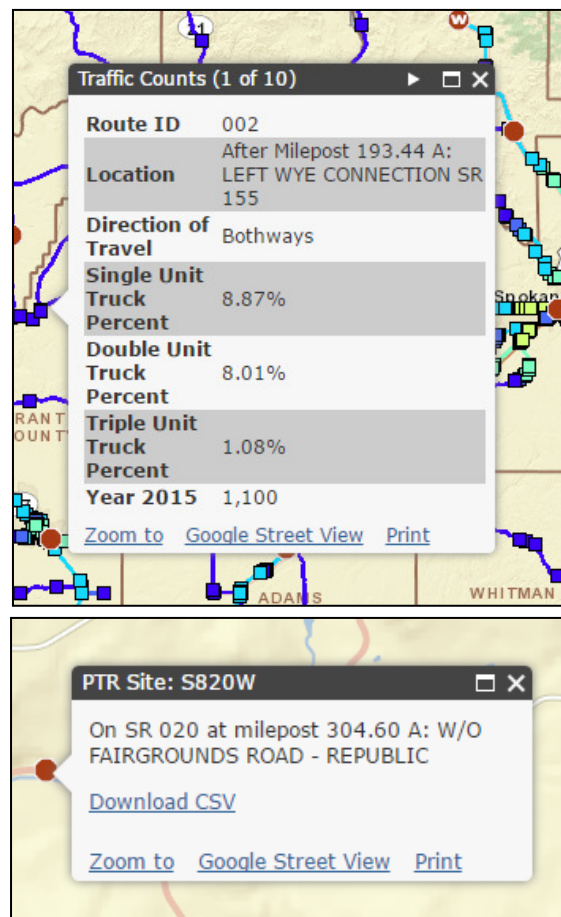 21
W
Traffic Counts (1 of 10)
Route ID 002
Location After Milepost 193.44 A:
LEFT WYE CONNECTION SR
155
Direction of
Travel Bothways
Single Unit
Truck
Percent 8.87%
Double Unit
Truck
Percent 8.01%
Triple Unit
Truck
Percent 1.08%
Year 2015 1,100
Zoom to Google Street View Print
Spokan
RANT
OUNT
ADAMS
WHITMAN
PTR Site: S820W
On SR 020 at milepost 304.60 A: W/O
FAIRGROUNDS ROAD - REPUBLIC
Download CSV
Zoom to Google Street View Print